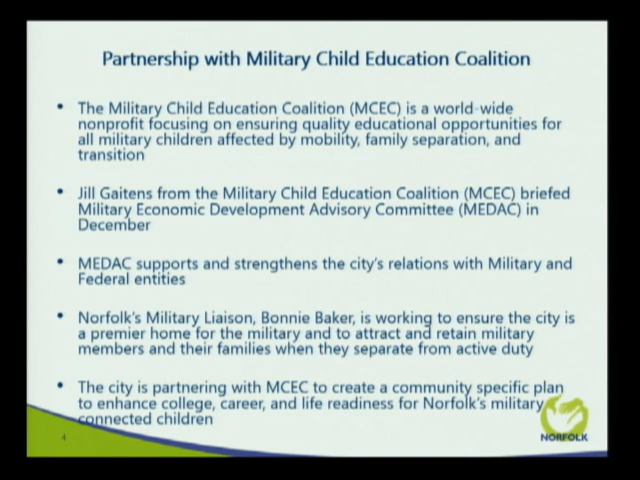 Partnership with Military Child Education Coalition
• The Military Child Education Coalition (MCEC) is a world-wide
nonprofit focusing on ensuring quality educational opportunities for
all military children affected by mobility, family separation, and
transition
• Jill Gaitens from the Military Child Education Coalition (MCEC) briefed
Military Economic Development Advisory Committee (MEDAC) in
December
• MEDAC supports and strengthens the city's relations with Military and
Federal entities
• Norfolk's Military Liaison, Bonnie Baker, is working to ensure the city is
a premier home for the military and to attract and retain military
members and their families when they separate from active duty
• The city is partnering with MCEC to create a community specific plan
to enhance college, career, and life readiness for Norfolk's military
connected children
4
NORFOLK